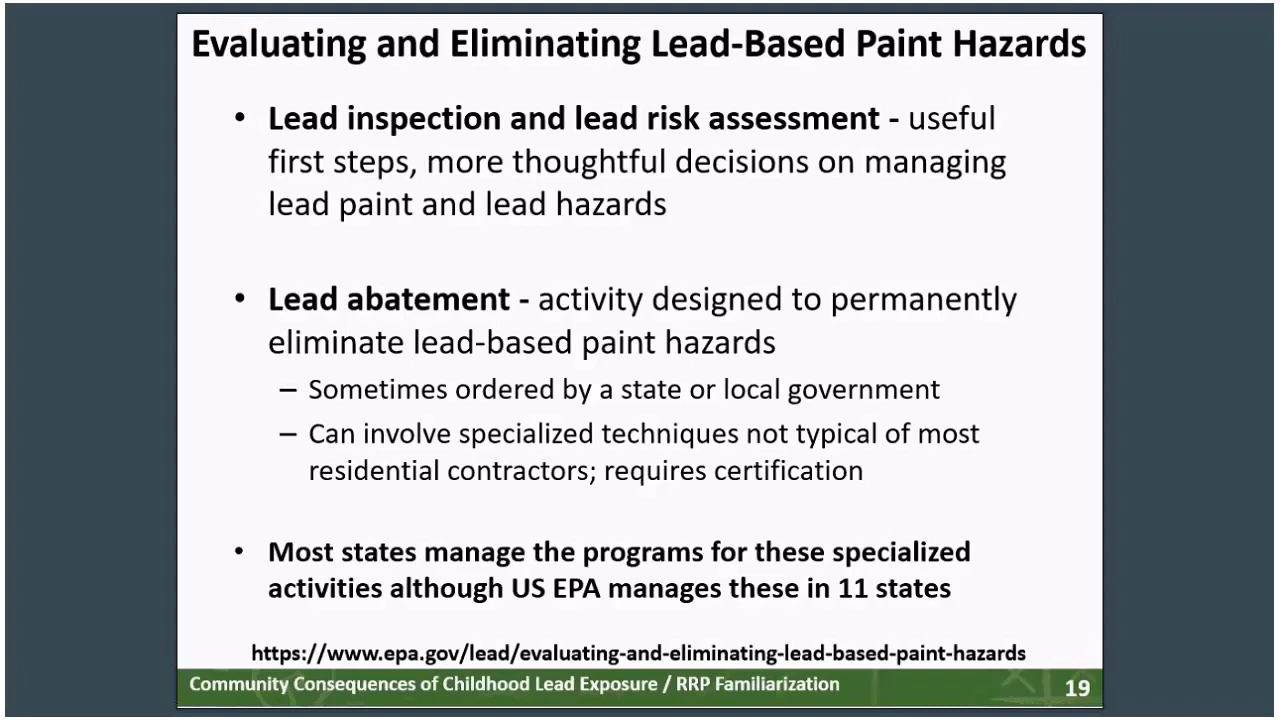 Evaluating and Eliminating Lead-Based Paint Hazards
• Lead inspection and lead risk assessment - useful
first steps, more thoughtful decisions on managing
lead paint and lead hazards
• Lead abatement - activity designed to permanently
eliminate lead-based paint hazards
– Sometimes ordered by a state or local government
– Can involve specialized techniques not typical of most
residential contractors; requires certification
• Most states manage the programs for these specialized
activities although US EPA manages these in 11 states
https://www.epa.gov/lead/evaluating-and-eliminating-lead-based-paint-hazards
Community Consequences of Childhood Lead Exposure / RRP Familiarization
19